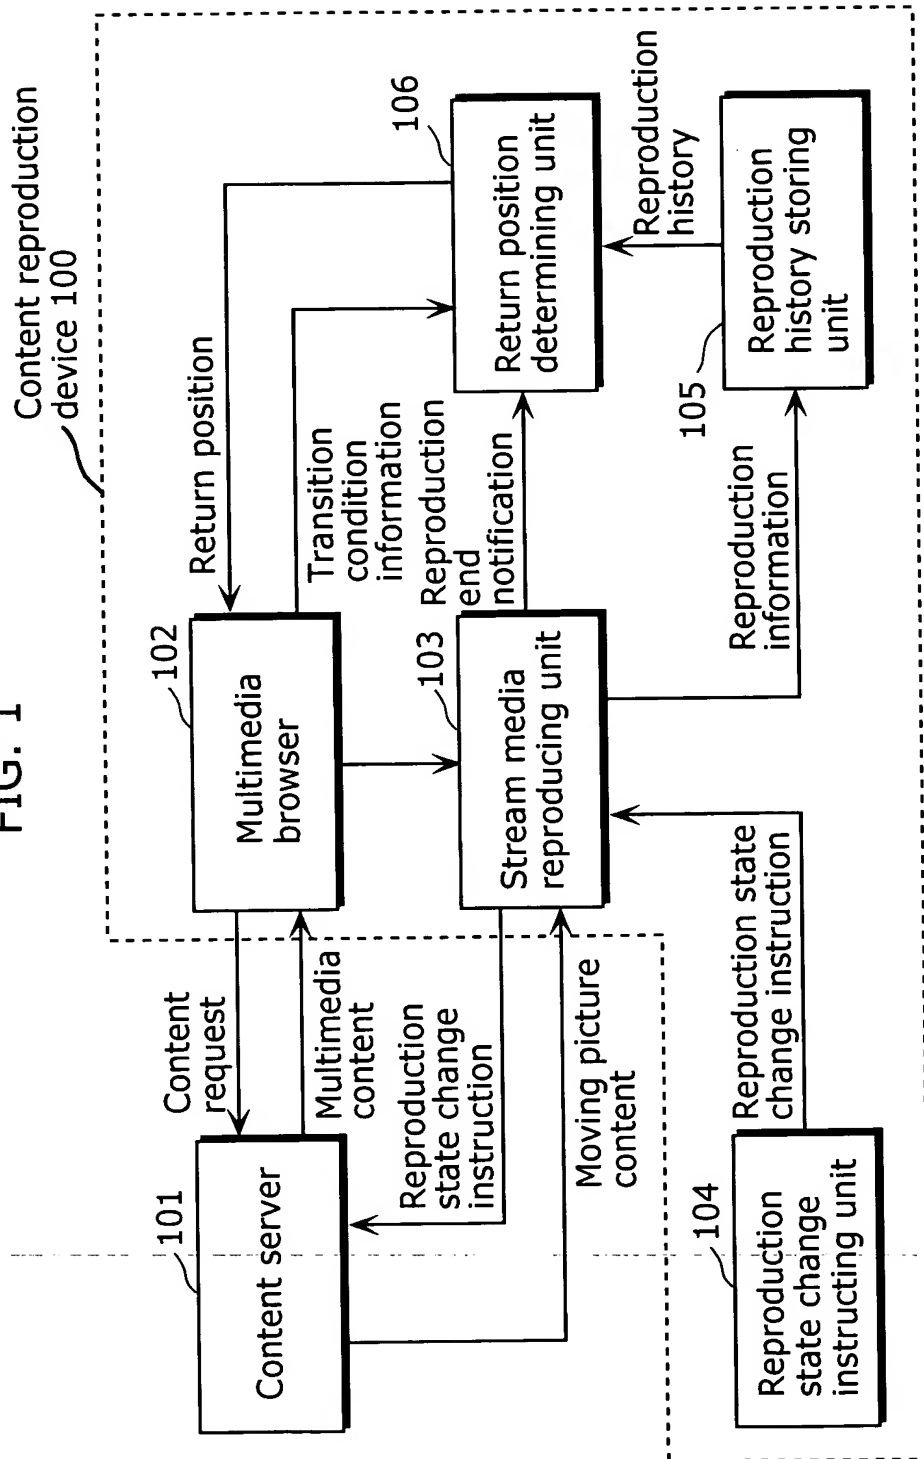 FIG. 1
Content reproduction
device 100
101
Content server
Content
request
Multimedia
content
102
Multimedia
browser
Return position
Transition
condition
information
106
Return position
determining unit
Reproduction
state change
instruction
Moving picture
content
103
Stream media
reproducing unit
Reproduction
end
notification
Reproduction
history
104
Reproduction
state change
instructing unit
Reproduction state
change instruction
Reproduction
information
105
Reproduction
history storing
unit